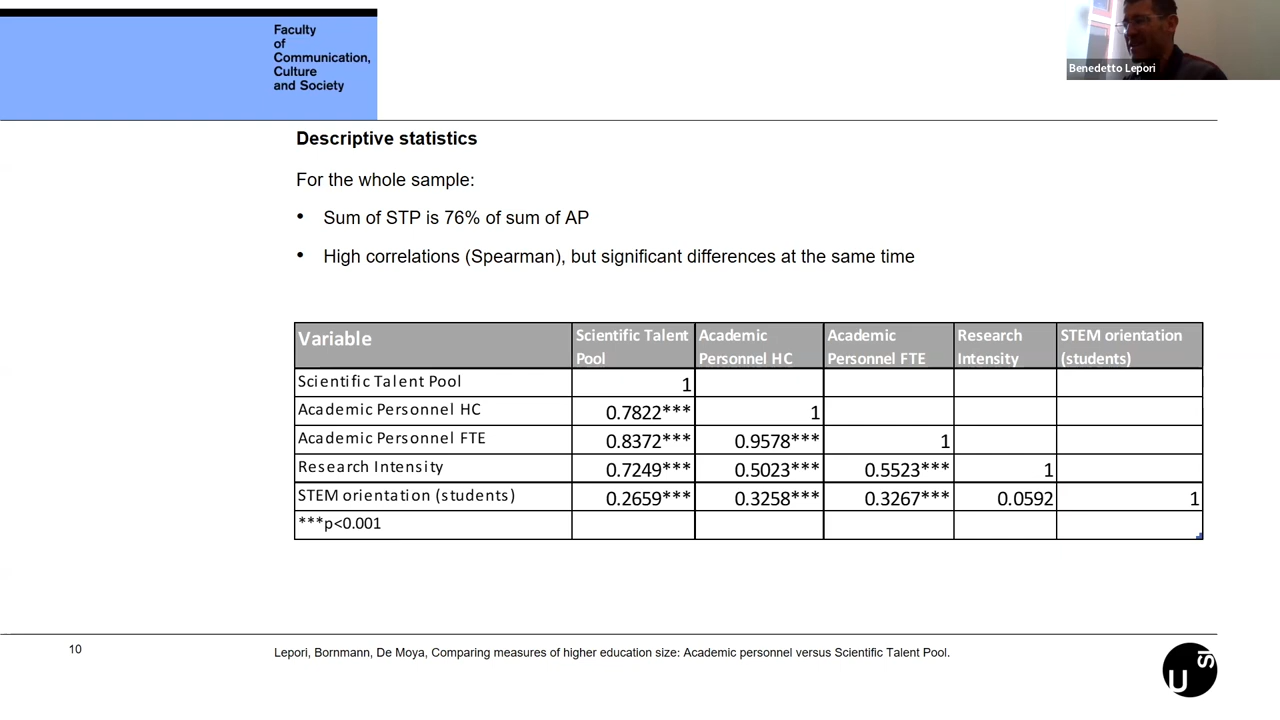 Faculty
of
Communication,
Culture
and Society
Benedetto Lepori
Descriptive statistics
For the whole sample:
• Sum of STP is 76% of sum of AP
• High correlations (Spearman), but significant differences at the same time
Variable Scientific Talent Pool Academic Personnel HC Academic Personnel FTE Research Intensity STEM orientation (students)
Scientific Talent Pool 1
Academic Personnel HC 0.7822*** 1
Academic Personnel FTE 0.8372*** 0.9578*** 1
Research Intensity 0.7249*** 0.5023*** 0.5523*** 1
STEM orientation (students) 0.2659*** 0.3258*** 0.3267*** 0.0592 1
***p<0.001
10
Lepori, Bornmann, De Moya, Comparing measures of higher education size: Academic personnel versus Scientific Talent Pool.
USI